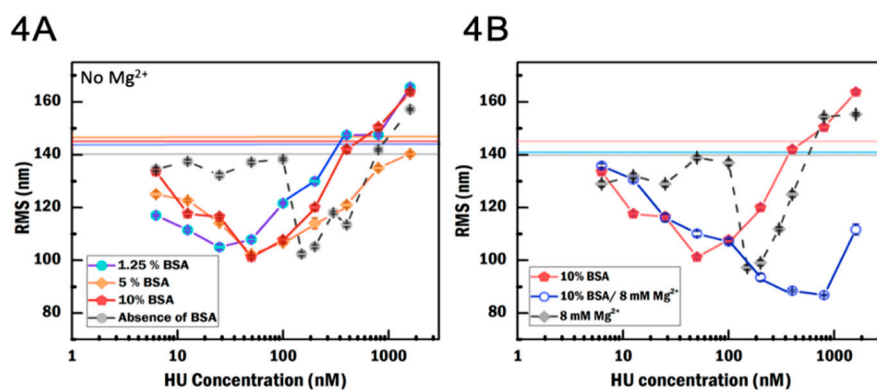 4A
4B
No Mg²⁺
RMS (nm)
160
140
120
100
80
1.25 % BSA
5 % BSA
10% BSA
Absence of BSA
1
10
100
1000
HU Concentration (nM)
RMS (nm)
160
140
120
100
80
10% BSA
10% BSA/ 8 mM Mg²⁺
8 mM Mg²⁺
1
10
100
1000
HU Concentration (nM)